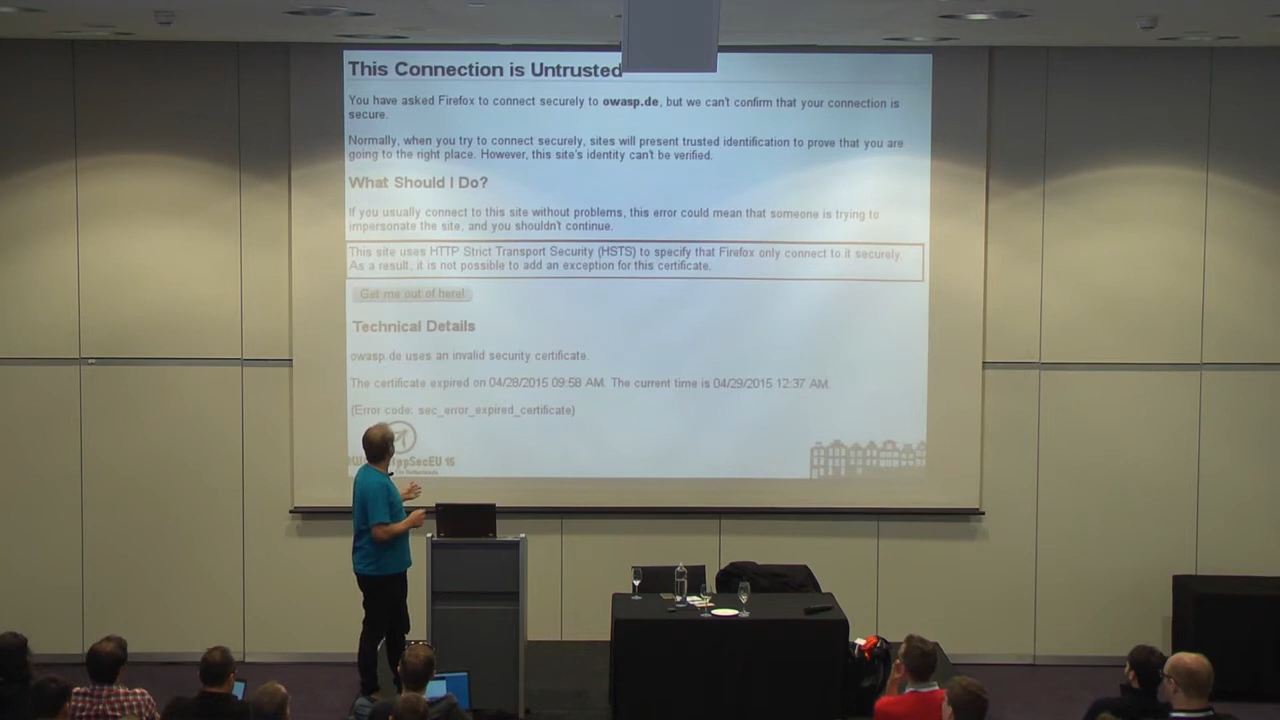 This Connection is Untrusted
You have asked Firefox to connect securely to owasp.de, but we can't confirm that your connection is
secure.
Normally, when you try to connect securely, sites will present trusted identification to prove that you are
going to the right place. However, this site's identity can't be verified.
What Should I Do?
If you usually connect to this site without problems, this error could mean that someone is trying to
impersonate the site, and you shouldn't continue.
This site uses HTTP Strict Transport Security (HSTS) to specify that Firefox only connect to it securely.
As a result, it is not possible to add an exception for this certificate.
Get me out of here!
Technical Details
owasp.de uses an invalid security certificate.
The certificate expired on 04/28/2015 09:58 AM. The current time is 04/29/2015 12:37 AM.
(Error code: sec_error_expired_certificate)
ppSecEU 15